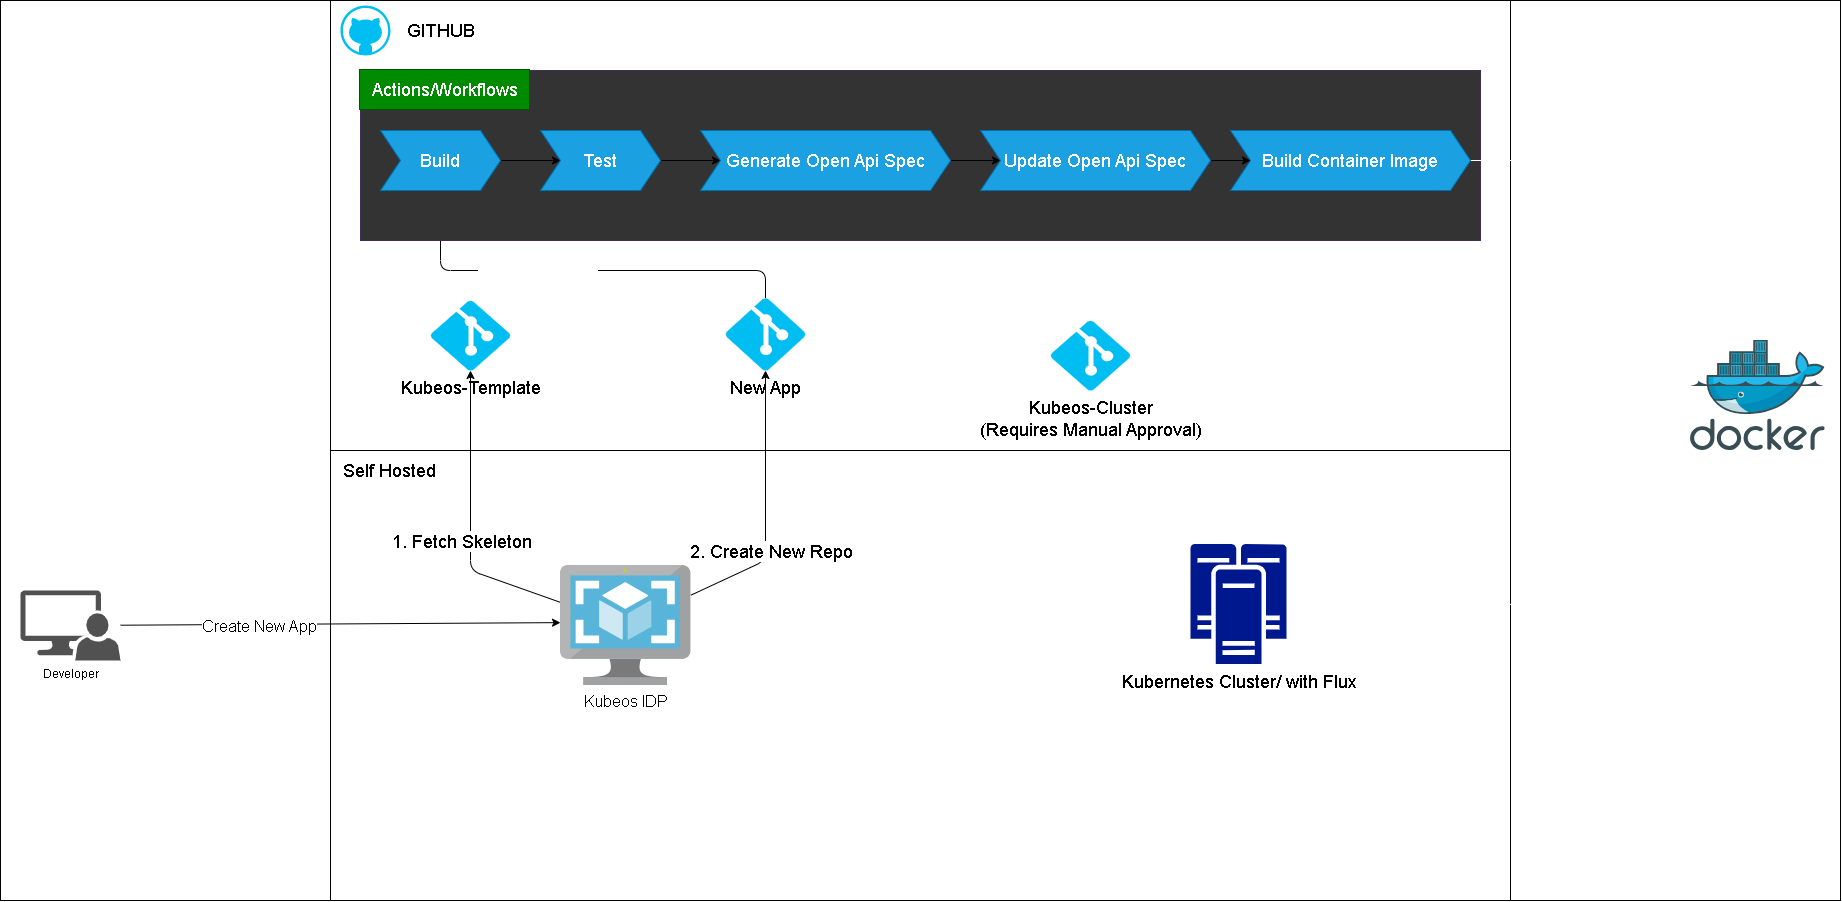 GITHUB
Actions/Workflows
Build
Test
Generate Open Api Spec
Update Open Api Spec
Build Container Image
Kubeos-Template
New App
Kubeos-Cluster
(Requires Manual Approval)
docker
Self Hosted
1. Fetch Skeleton
2. Create New Repo
Create New App
Developer
Kubeos IDP
Kubernetes Cluster/ with Flux